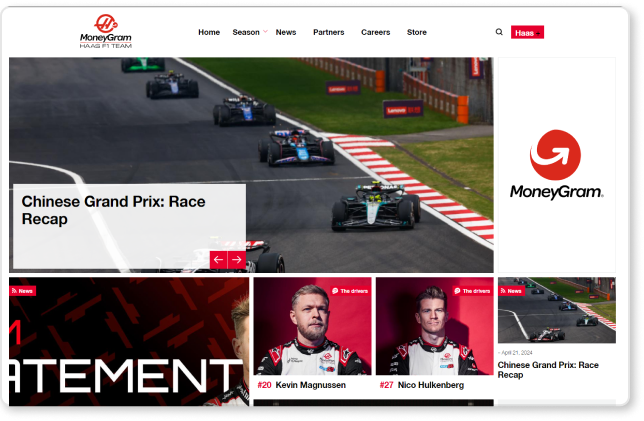 MoneyGram
HAAS F1 TEAM
Home Season News Partners Careers Store
Haas
Lenovo
Lenovo
Chinese Grand Prix: Race
Recap
MoneyGram
News
ATEMENT
The drivers
#20 Kevin Magnussen
The drivers
#27 Nico Hulkenberg
News
- April 21, 2024
Chinese Grand Prix: Race
Recap